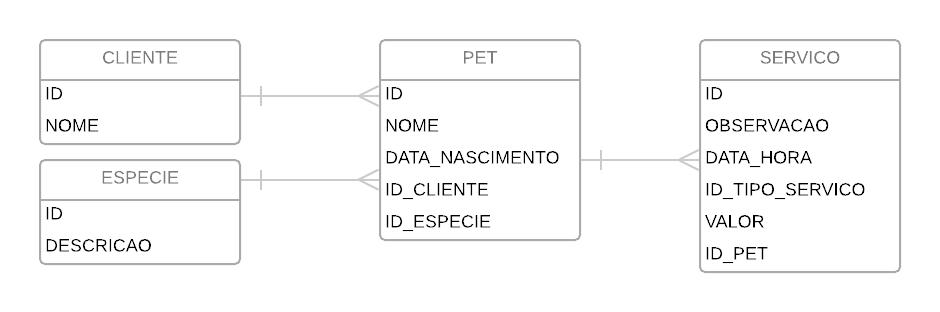 CLIENTE
ID
NOME
ESPECIE
ID
DESCRICAO
PET
ID
NOME
DATA_NASCIMENTO
ID_CLIENTE
ID_ESPECIE
SERVICO
ID
OBSERVACAO
DATA_HORA
ID_TIPO_SERVICO
VALOR
ID_PET